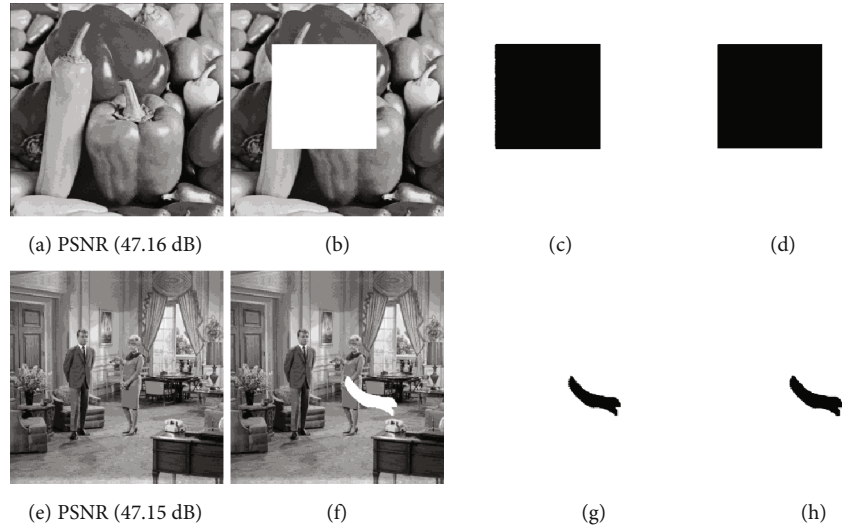 (a) PSNR (47.16 dB)
(b)
(c)
(d)
(e) PSNR (47.15 dB)
(f)
(g)
(h)